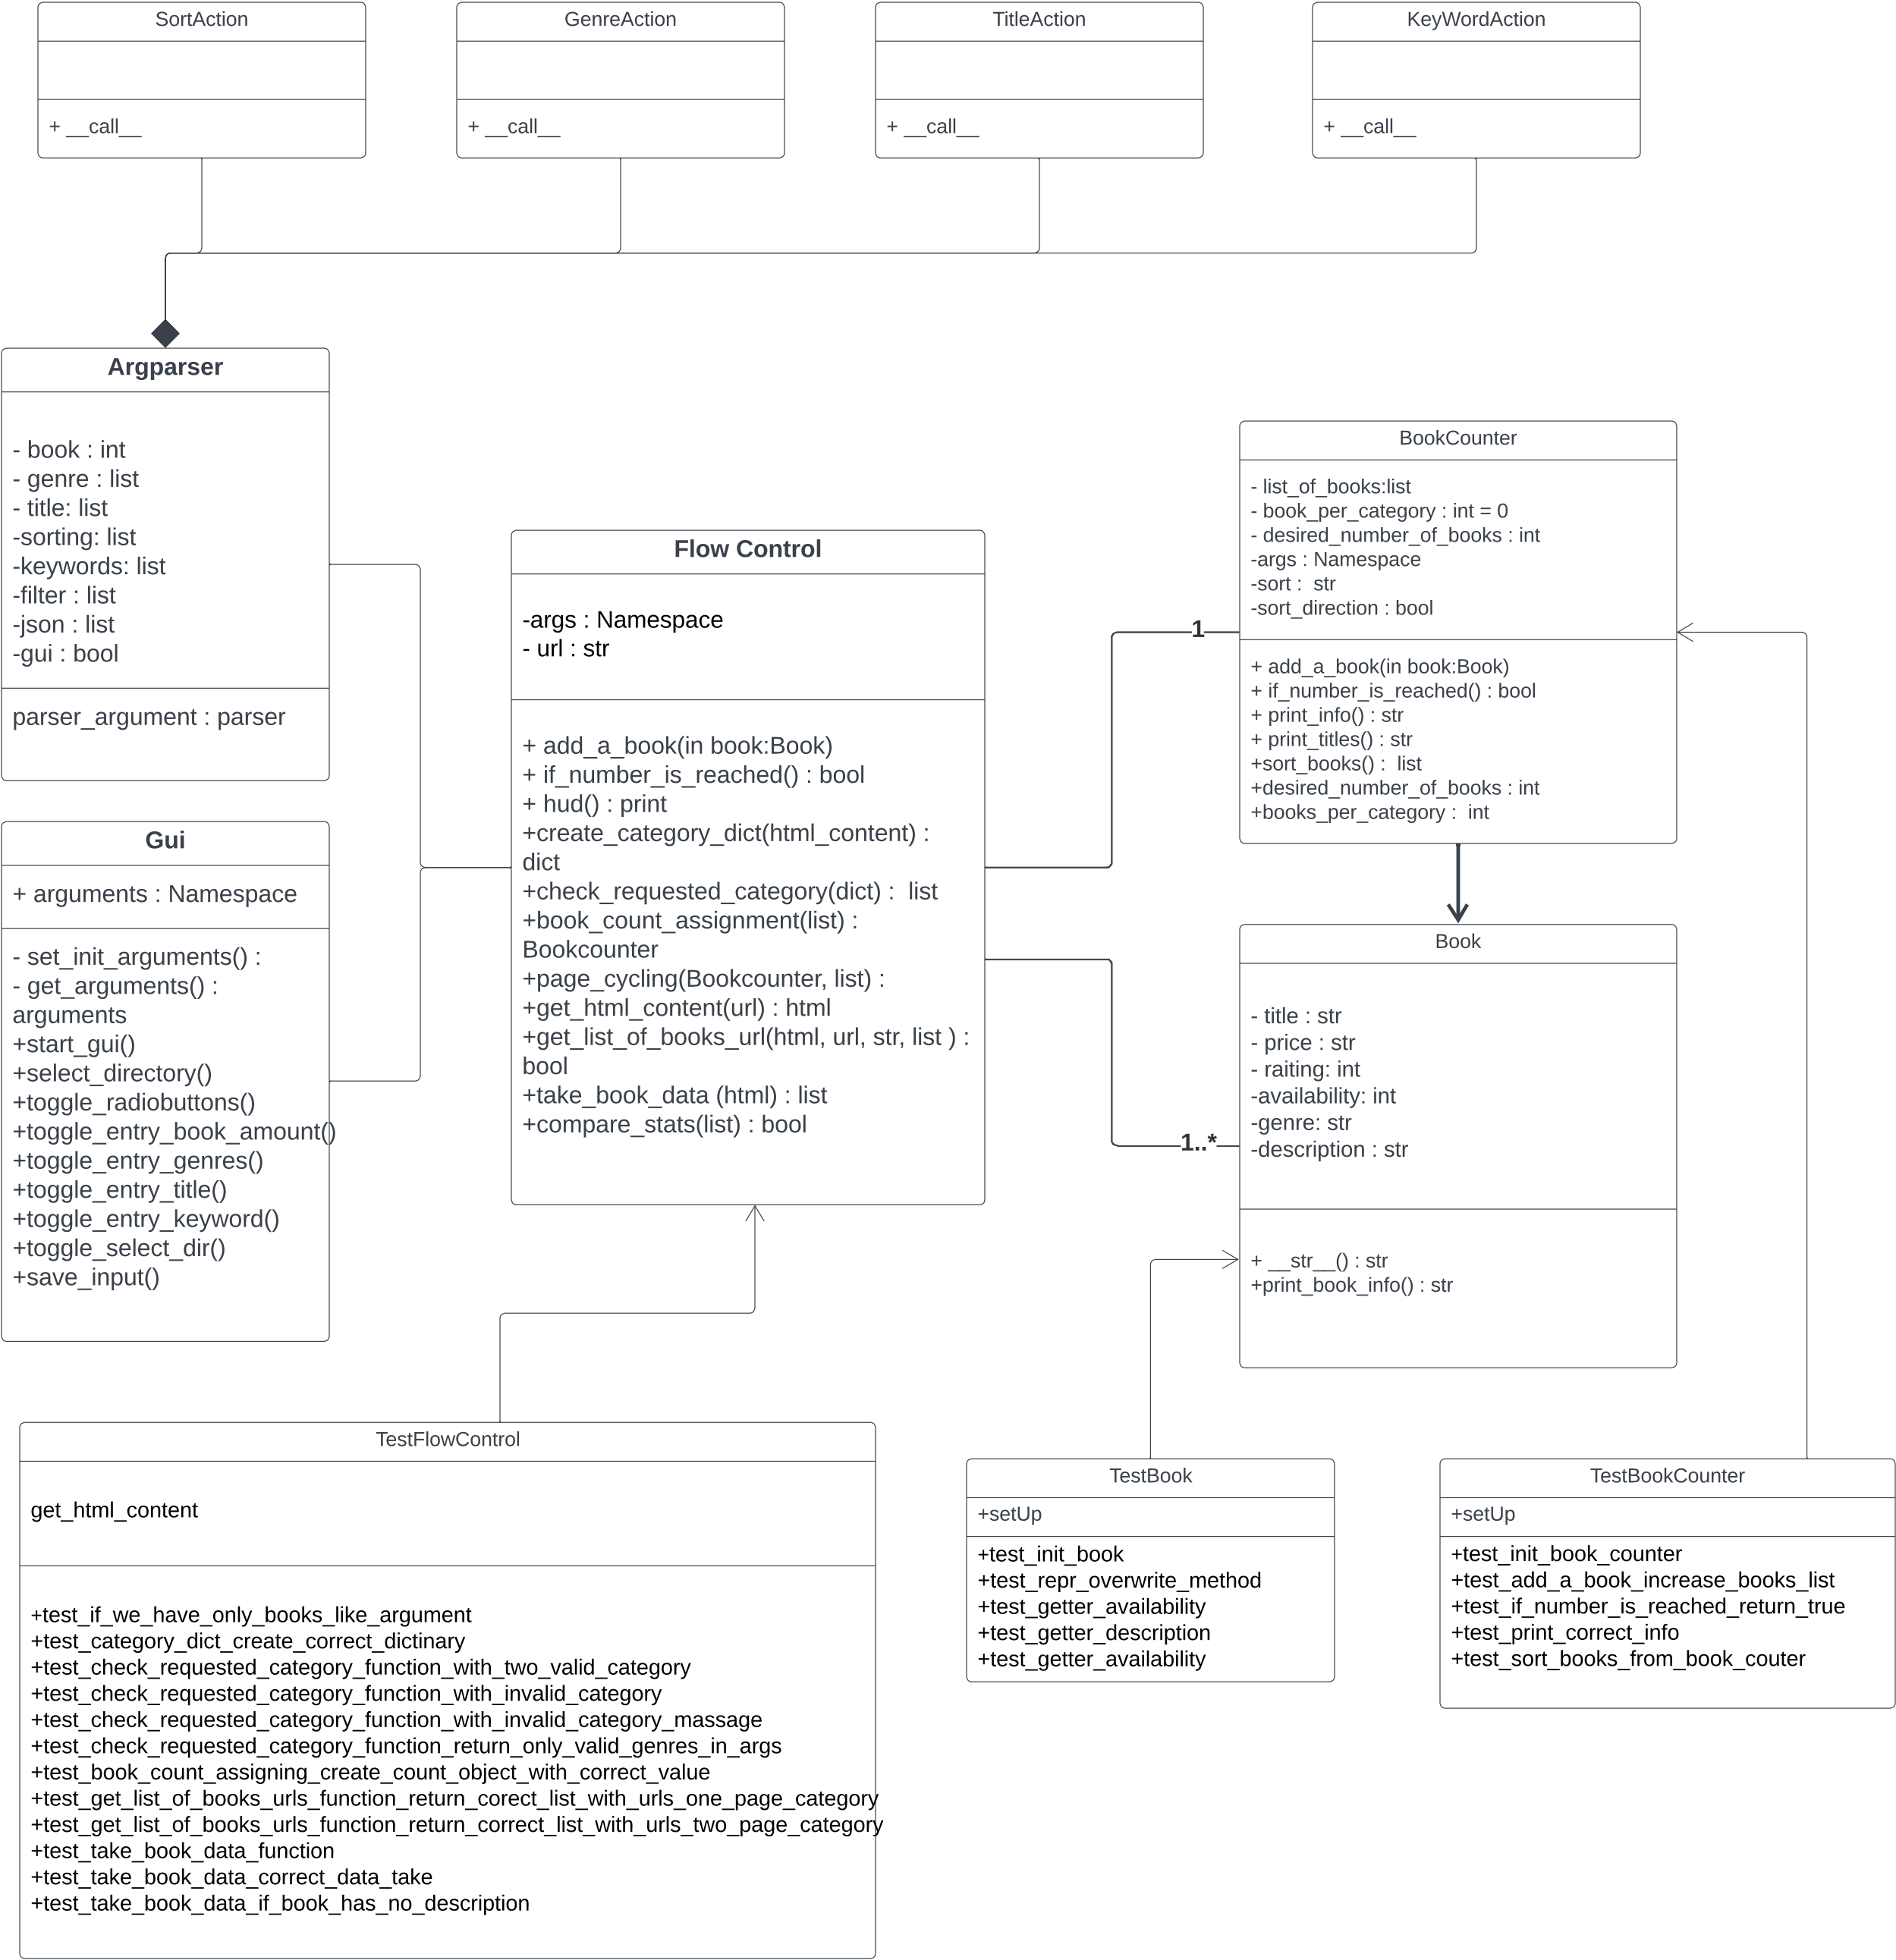 SortAction
+ __call__
GenreAction
+ __call__
TitleAction
+ __call__
KeyWordAction
+ __call__
Argparser
- book : int
- genre : list
- title: list
-sorting: list
-keywords: list
-filter : list
-json : list
-gui : bool
parser_argument : parser
Gui
+ arguments : Namespace
- set_init_arguments() :
- get_arguments() :
arguments
+start_gui()
+select_directory()
+toggle_radiobuttons()
+toggle_entry_book_amount()
+toggle_entry_genres()
+toggle_entry_title()
+toggle_entry_keyword()
+toggle_select_dir()
+save_input()
Flow Control
-args : Namespace
- url : str
+ add_a_book(in book:Book)
+ if_number_is_reached() : bool
+ hud() : print
+create_category_dict(html_content) :
dict
+check_requested_category(dict) :  list
+book_count_assignment(list) :
Bookcounter
+page_cycling(Bookcounter, list) :
+get_html_content(url) : html
+get_list_of_books_url(html, url, str, list ) :
bool
+take_book_data (html) : list
+compare_stats(list) : bool
1
1..*
BookCounter
- list_of_books:list
- book_per_category : int = 0
- desired_number_of_books : int
-args : Namespace
-sort :  str
-sort_direction : bool
+ add_a_book(in book:Book)
+ if_number_is_reached() : bool
+ print_info() : str
+ print_titles() : str
+sort_books() :  list
+desired_number_of_books : int
+books_per_category :  int
Book
- title : str
- price : str
- raiting: int
-availability: int
-genre: str
-description : str
+ __str__() : str
+print_book_info() : str
TestFlowControl
get_html_content
+test_if_we_have_only_books_like_argument
+test_category_dict_create_correct_dictinary
+test_check_requested_category_function_with_two_valid_category
+test_check_requested_category_function_with_invalid_category
+test_check_requested_category_function_with_invalid_category_massage
+test_check_requested_category_function_return_only_valid_genres_in_args
+test_book_count_assigning_create_count_object_with_correct_value
+test_get_list_of_books_urls_function_return_corect_list_with_urls_one_page_category
+test_get_list_of_books_urls_function_return_correct_list_with_urls_two_page_category
+test_take_book_data_function
+test_take_book_data_correct_data_take
+test_take_book_data_if_book_has_no_description
TestBook
+setUp
+test_init_book
+test_repr_overwrite_method
+test_getter_availability
+test_getter_description
+test_getter_availability
TestBookCounter
+setUp
+test_init_book_counter
+test_add_a_book_increase_books_list
+test_if_number_is_reached_return_true
+test_print_correct_info
+test_sort_books_from_book_couter